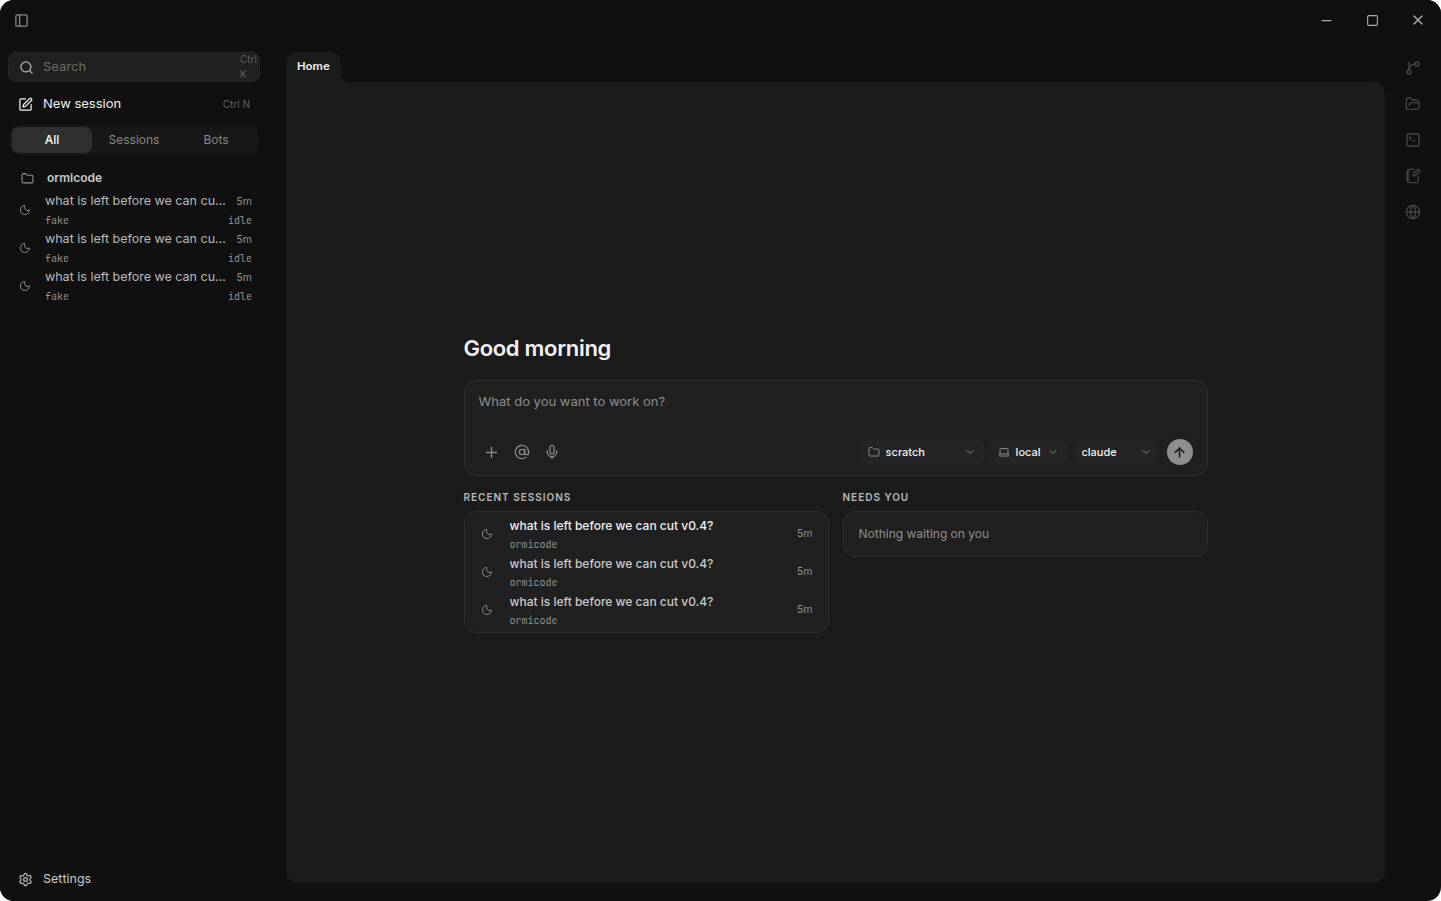 Search
Ctrl
K
New session
Ctrl N
All
Sessions
Bots
ormicode
what is left before we can cu... 5m
fake idle
what is left before we can cu... 5m
fake idle
what is left before we can cu... 5m
fake idle
Settings
Home
Good morning
What do you want to work on?
scratch
local
claude
RECENT SESSIONS
what is left before we can cut v0.4? 5m
ormicode
what is left before we can cut v0.4? 5m
ormicode
what is left before we can cut v0.4? 5m
ormicode
NEEDS YOU
Nothing waiting on you